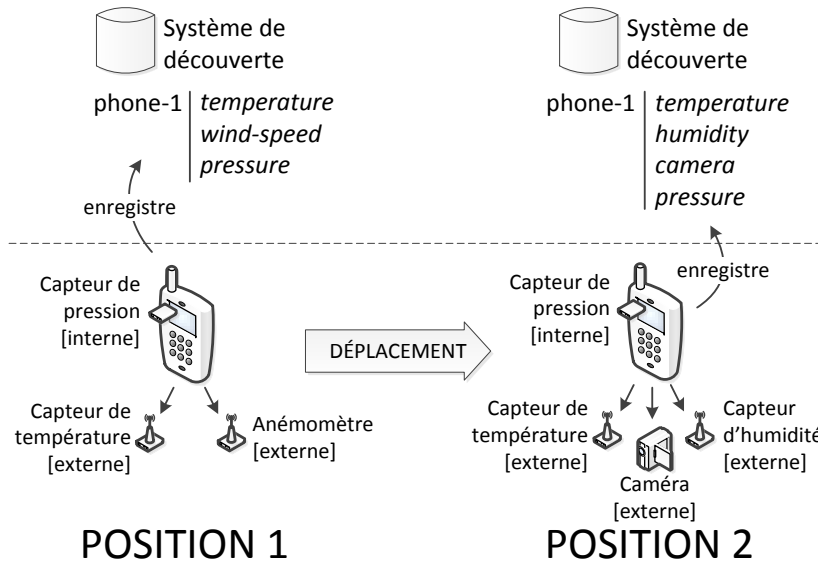 Système de
découverte
phone-1
temperature
wind-speed
pressure
enregistre
Capteur de
pression
[interne]
Capteur de
température
[externe]
Anémomètre
[externe]
POSITION 1
DÉPLACEMENT
Système de
découverte
phone-1
temperature
humidity
camera
pressure
enregistre
Capteur de
pression
[interne]
Capteur de
température
[externe]
Caméra
[externe]
Capteur
d'humidité
[externe]
POSITION 2